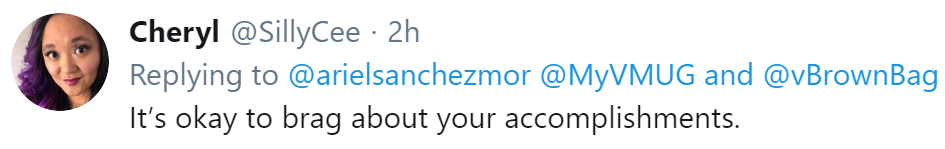 Cheryl @SillyCee · 2h
Replying to @arielsanchezmor @MyVMUG and @vBrownBag
It’s okay to brag about your accomplishments.